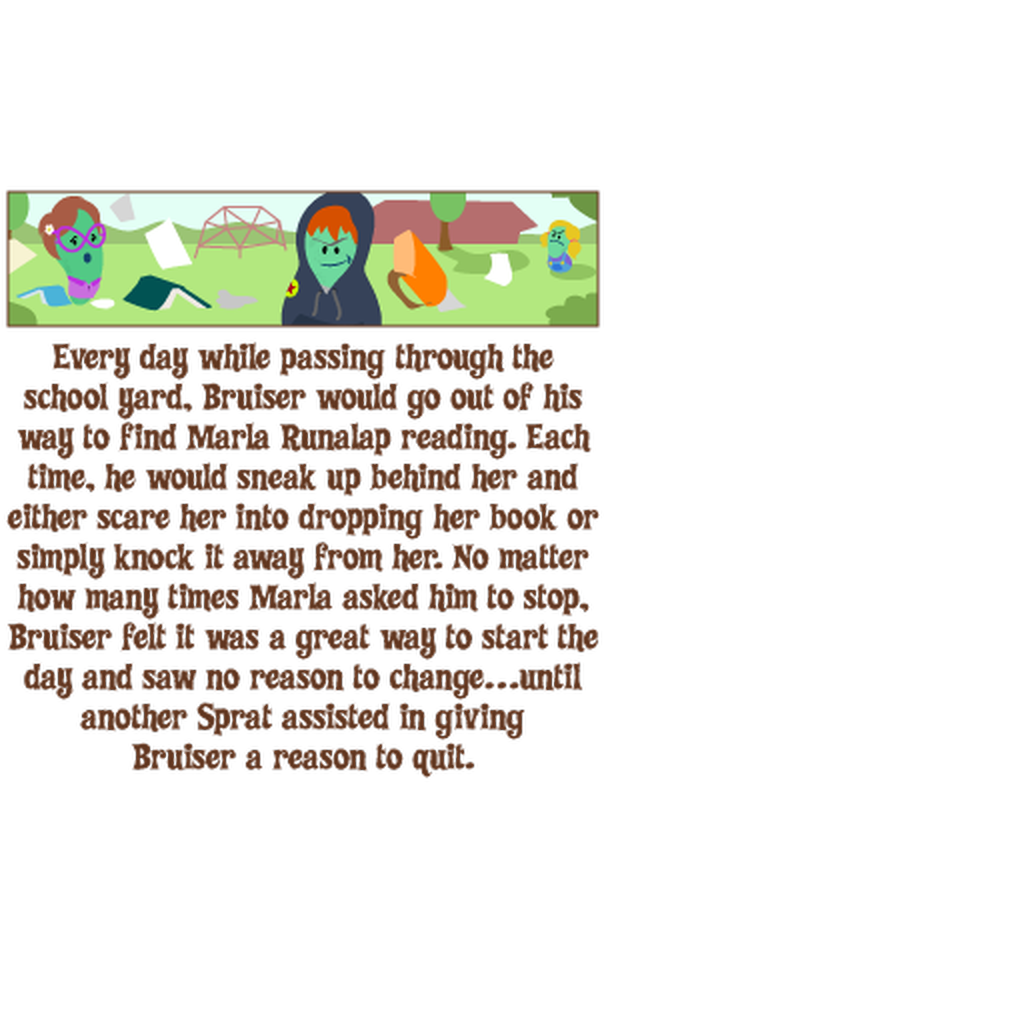 Every day while passing through the
school yard, Bruiser would go out of his
way to find Marla Runalap reading. Each
time, he would sneak up behind her and
either scare her into dropping her book or
simply knock it away from her. No matter
how many times Marla asked him to stop,
Bruiser felt it was a great way to start the
day and saw no reason to change...until
another Sprat assisted in giving
Bruiser a reason to quit.